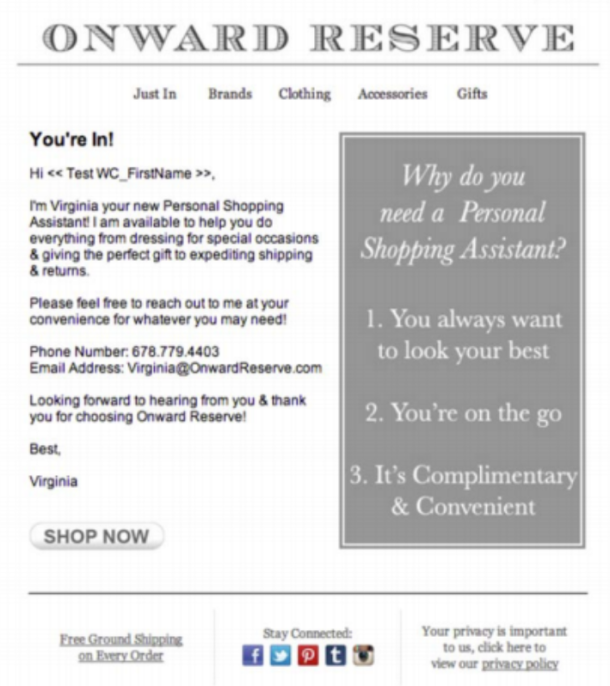 ONWARD RESERVE
Just In Brands Clothing Accessories Gifts
You're In!
Hi << Test WC_FirstName >>,
I'm Virginia your new Personal Shopping
Assistant! I am available to help you do
everything from dressing for special occasions
& giving the perfect gift to expediting shipping
& returns.
Please feel free to reach out to me at your
convenience for whatever you may need!
Phone Number: 678.779.4403
Email Address: Virginia@OnwardReserve.com
Looking forward to hearing from you & thank
you for choosing Onward Reserve!
Best,
Virginia
SHOP NOW
Why do you
need a Personal
Shopping Assistant?
1. You always want
to look your best
2. You're on the go
3. It's Complimentary
& Convenient
Free Ground Shipping
on Every Order
Stay Connected:
f P t
Your privacy is important
to us, click here to
view our privacy policy